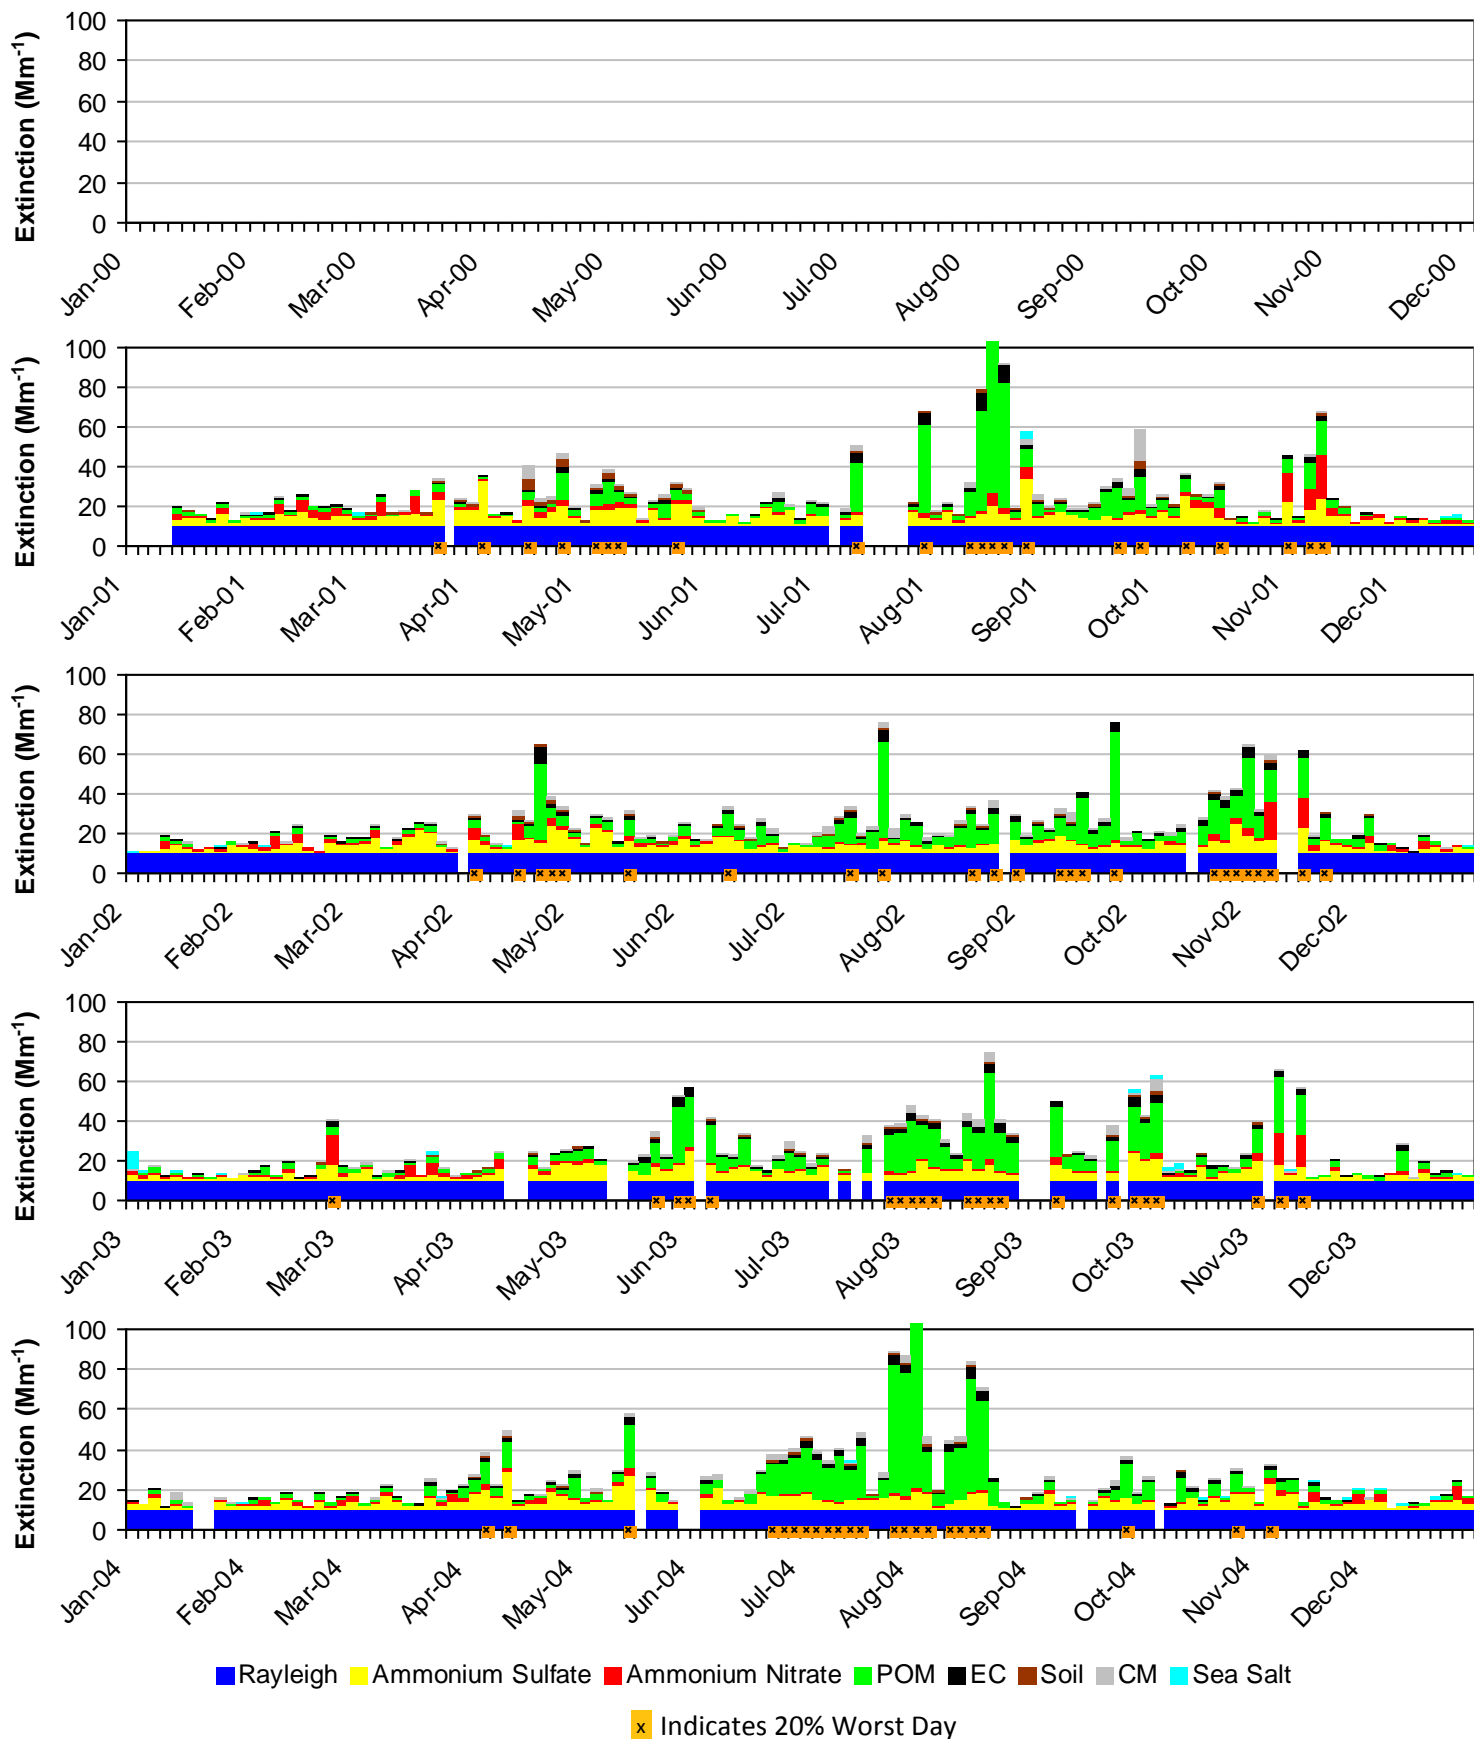 Extinction (Mm-1)
100
80
60
40
20
0
Jan-00 Feb-00 Mar-00 Apr-00 May-00 Jun-00 Jul-00 Aug-00 Sep-00 Oct-00 Nov-00 Dec-00
Extinction (Mm-1)
100
80
60
40
20
0
Jan-01 Feb-01 Mar-01 Apr-01 May-01 Jun-01 Jul-01 Aug-01 Sep-01 Oct-01 Nov-01 Dec-01
Extinction (Mm-1)
100
80
60
40
20
0
Jan-02 Feb-02 Mar-02 Apr-02 May-02 Jun-02 Jul-02 Aug-02 Sep-02 Oct-02 Nov-02 Dec-02
Extinction (Mm-1)
100
80
60
40
20
0
Jan-03 Feb-03 Mar-03 Apr-03 May-03 Jun-03 Jul-03 Aug-03 Sep-03 Oct-03 Nov-03 Dec-03
Extinction (Mm-1)
100
80
60
40
20
0
Jan-04 Feb-04 Mar-04 Apr-04 May-04 Jun-04 Jul-04 Aug-04 Sep-04 Oct-04 Nov-04 Dec-04
Rayleigh Ammonium Sulfate Ammonium Nitrate POM EC Soil CM Sea Salt
x Indicates 20% Worst Day